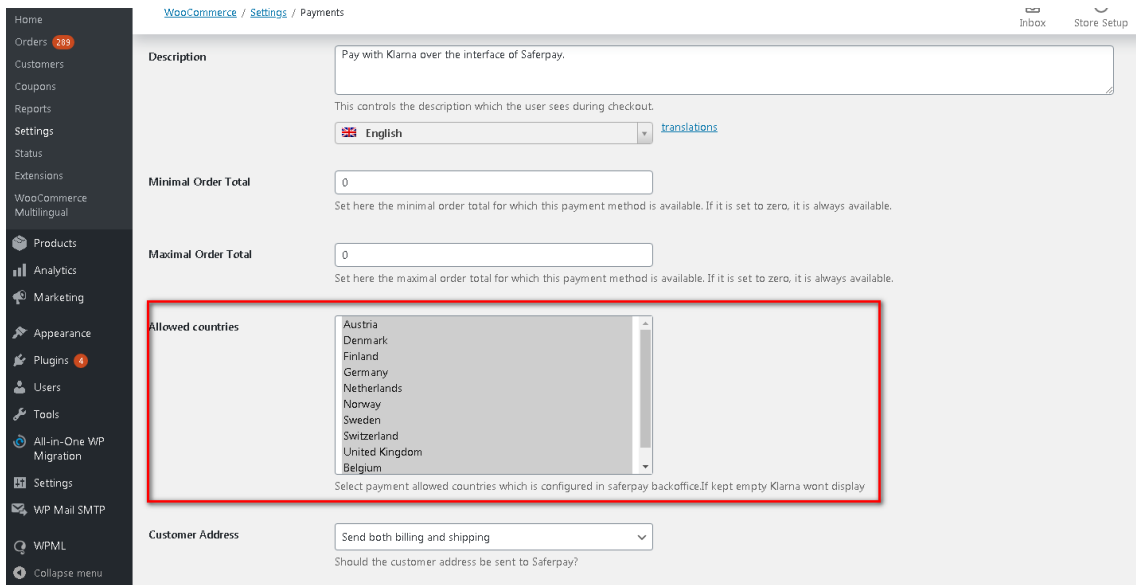 Home
Orders 289
Customers
Coupons
Reports
Settings
Status
Extensions
WooCommerce
Multilingual
Products
Analytics
Marketing
Appearance
Plugins 4
Users
Tools
All-in-One WP
Migration
Settings
WP Mail SMTP
WPML
Collapse menu
WooCommerce / Settings / Payments
Inbox
Store Setup
Description
Pay with Klarna over the interface of Saferpay.
This controls the description which the user sees during checkout.
English
translations
Minimal Order Total
0
Set here the minimal order total for which this payment method is available. If it is set to zero, it is always available.
Maximal Order Total
0
Set here the maximal order total for which this payment method is available. If it is set to zero, it is always available.
Allowed countries
Austria
Denmark
Finland
Germany
Netherlands
Norway
Sweden
Switzerland
United Kingdom
Belgium
Select payment allowed countries which is configured in saferpay backoffice.If kept empty Klarna wont display
Customer Address
Send both billing and shipping
Should the customer address be sent to Saferpay?